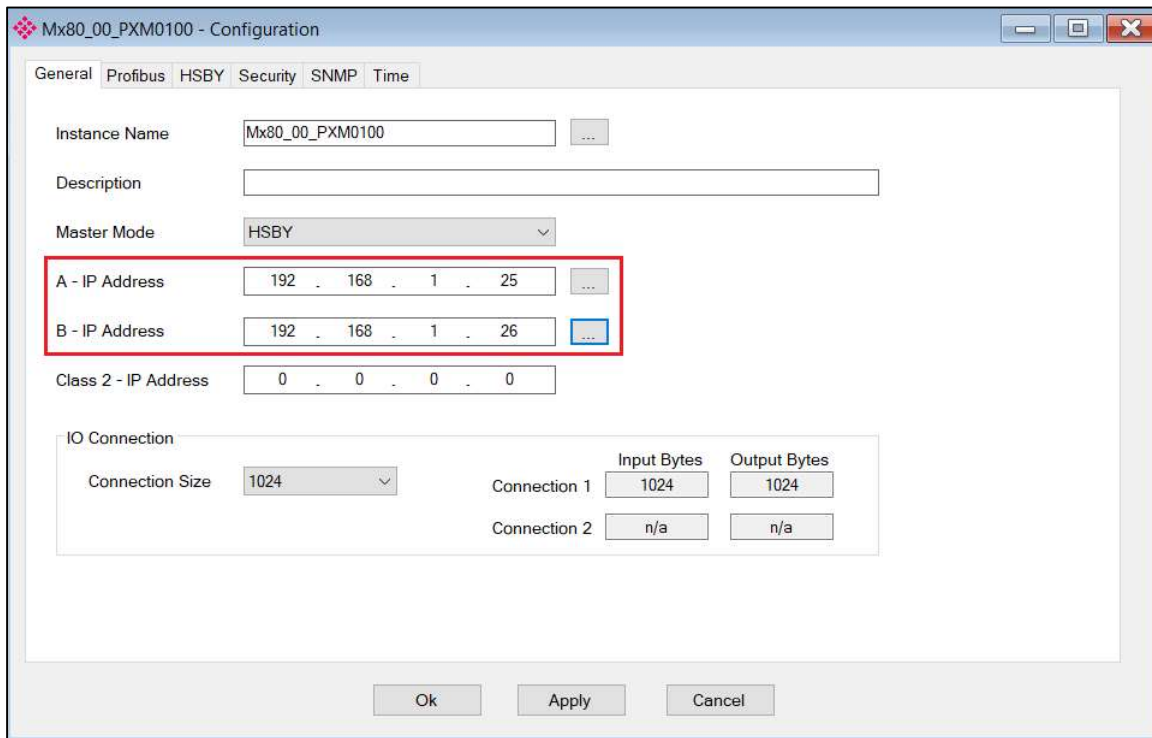 Mx80_00_PXM0100 - Configuration
General Profibus HSBY Security SNMP Time
Instance Name Mx80_00_PXM0100 ...
Description
Master Mode HSBY
A - IP Address 192 . 168 . 1 . 25 ...
B - IP Address 192 . 168 . 1 . 26 ...
Class 2 - IP Address 0 . 0 . 0 . 0
IO Connection
Input Bytes Output Bytes
Connection Size 1024 Connection 1 1024 1024
Connection 2 n/a n/a
Ok Apply Cancel